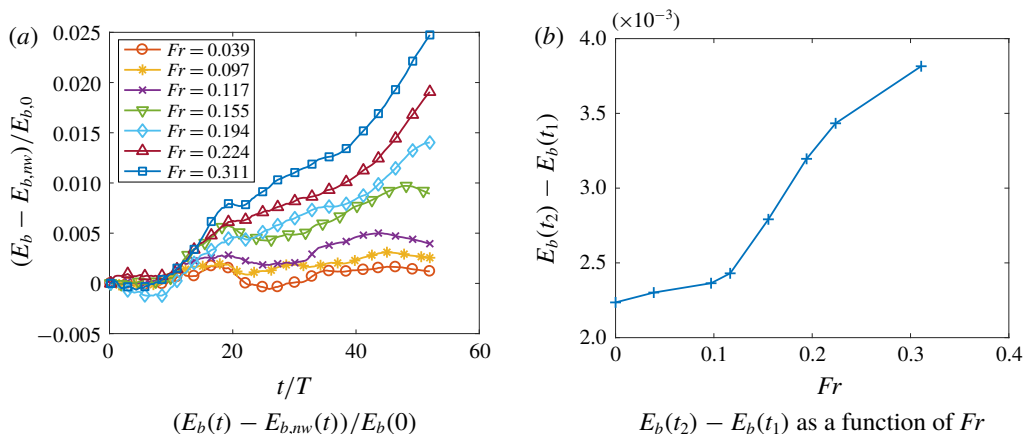 (a)
0.025
0.020
0.015
0.010
0.005
0
−0.005
(E_b − E_{b,nw})/E_{b,0}
Fr = 0.039
Fr = 0.097
Fr = 0.117
Fr = 0.155
Fr = 0.194
Fr = 0.224
Fr = 0.311
0 20 40 60
t/T
(E_b(t) − E_{b,nw}(t))/E_b(0)
(b)
(×10⁻³)
4.0
3.5
3.0
2.5
2.0
E_b(t₂) − E_b(t₁)
0 0.1 0.2 0.3 0.4
Fr
E_b(t₂) − E_b(t₁) as a function of Fr